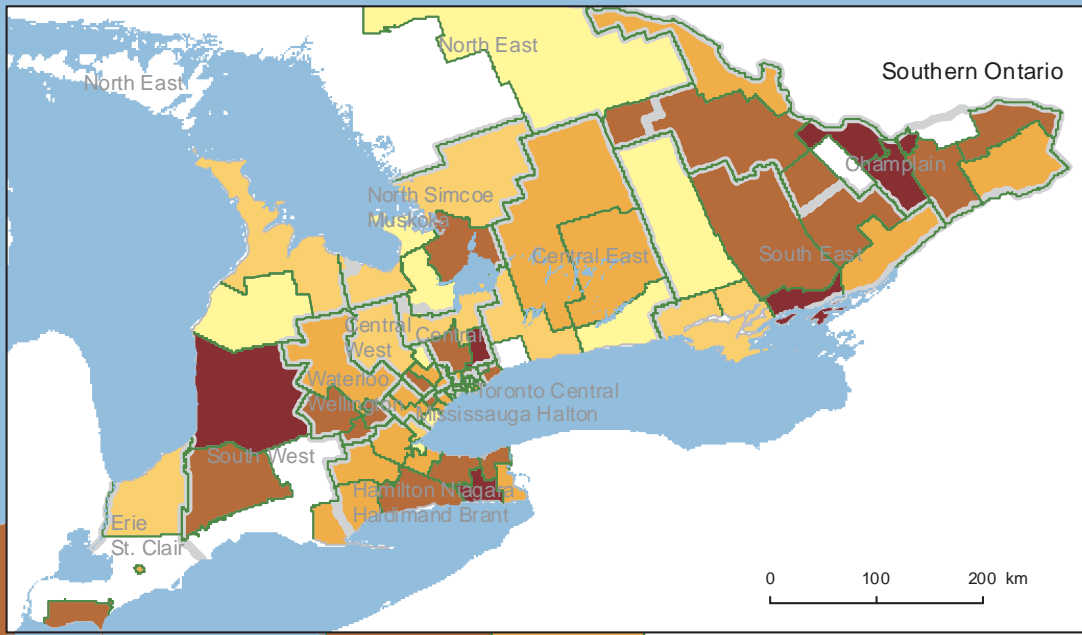 North East
Southern Ontario
North East
Champlain
North Simcoe
Muskoka
Central East
South East
Central
West
Central
Waterloo
Wellington
Toronto Central
Mississauga Halton
South West
Hamilton Niagara
Haldimand Brant
Erie
St. Clair
0 100 200 km